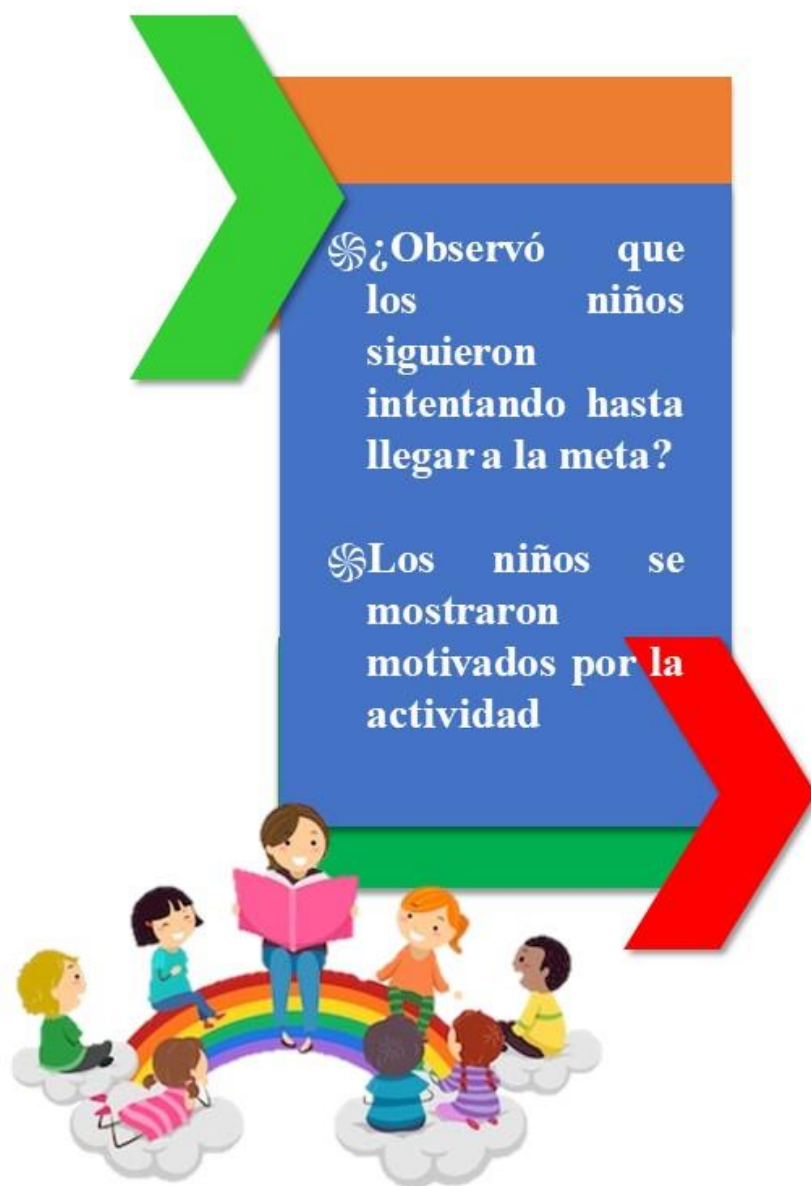 ֍¿Observó que
los niños
siguieron
intentando hasta
llegar a la meta?
֍Los niños se
mostraron
motivados por la
actividad